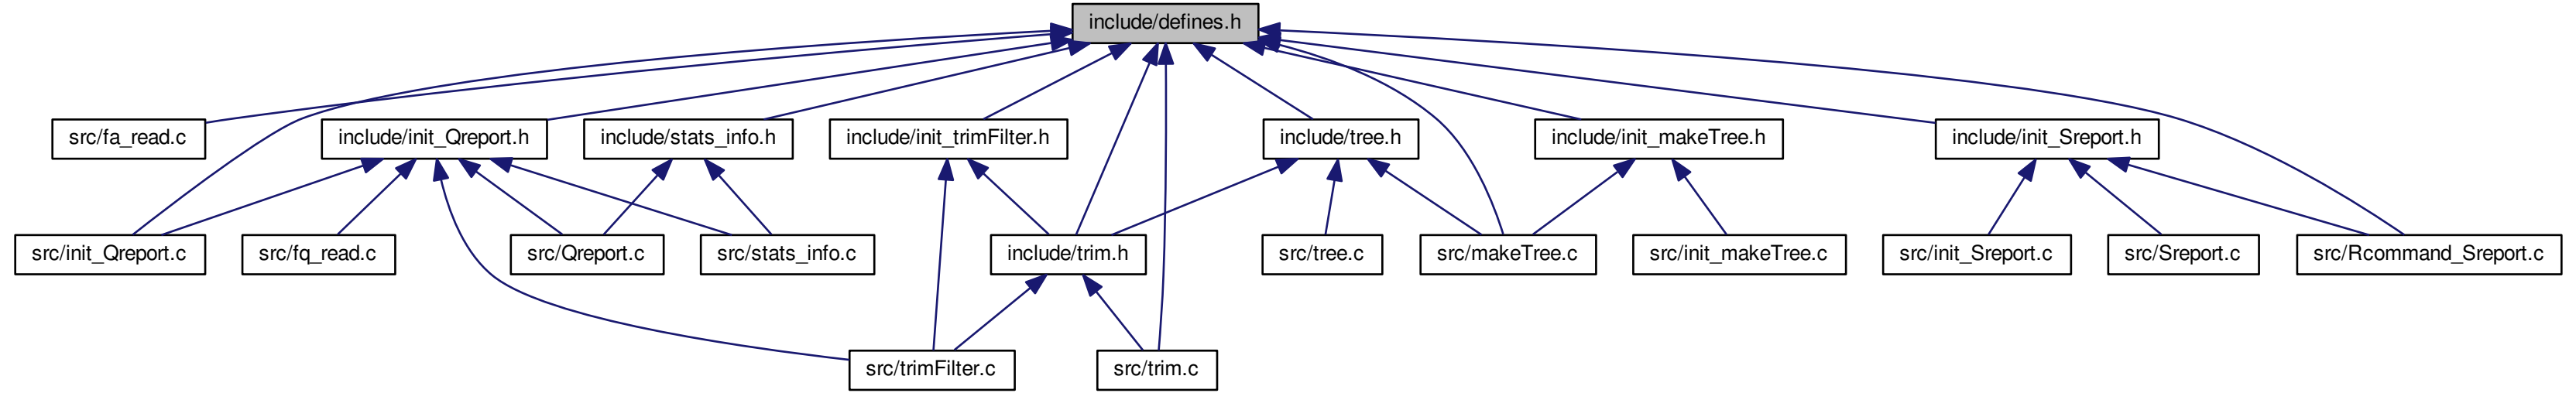 include/defines.h
src/fa_read.c
include/init_Qreport.h
include/stats_info.h
include/init_trimFilter.h
include/tree.h
include/init_makeTree.h
include/init_Sreport.h
src/init_Qreport.c
src/fq_read.c
src/Qreport.c
src/stats_info.c
include/trim.h
src/tree.c
src/makeTree.c
src/init_makeTree.c
src/init_Sreport.c
src/Sreport.c
src/Rcommand_Sreport.c
src/trimFilter.c
src/trim.c